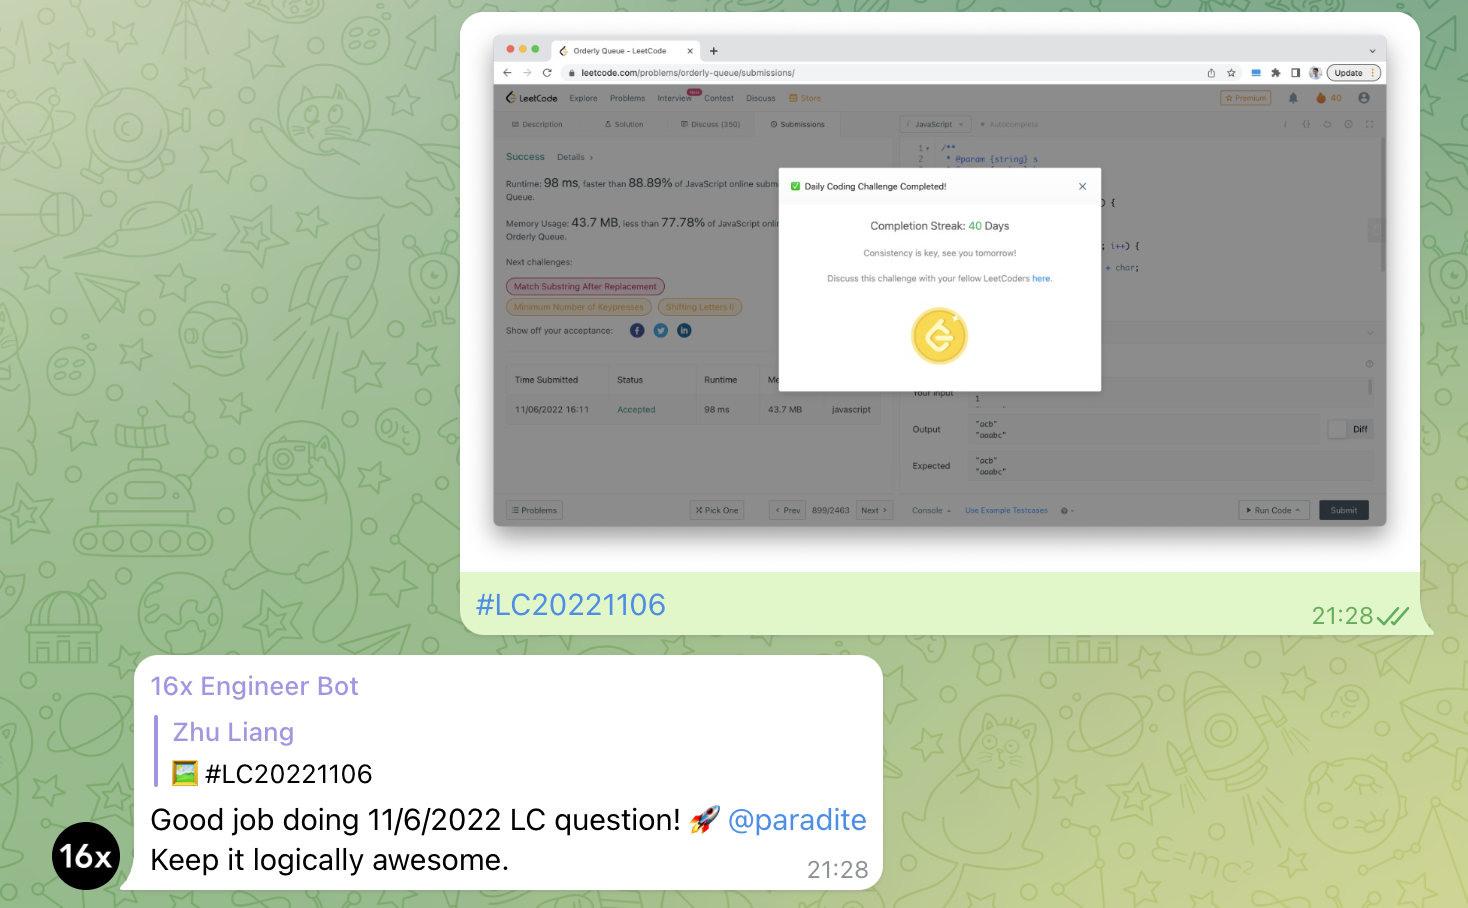 Orderly Queue - LeetCode
leetcode.com/problems/orderly-queue/submissions/
Update
LeetCode Explore Problems Interview New Contest Discuss Store
Premium 40
Description Solution Discuss (350) Submissions
i JavaScript Autocomplete
Success Details >
Runtime: 98 ms, faster than 88.89% of JavaScript online subm
Queue.
Memory Usage: 43.7 MB, less than 77.78% of JavaScript onlin
Orderly Queue.
Next challenges:
Match Substring After Replacement
Minimum Number of Keypresses Shifting Letters II
Show off your acceptance:
Time Submitted Status Runtime Me
11/06/2022 16:11 Accepted 98 ms 43.7 MB javascript
1 /**
2 * @param {string} s
) {
; i++) {
+ char;
Daily Coding Challenge Completed!
Completion Streak: 40 Days
Consistency is key, see you tomorrow!
Discuss this challenge with your fellow LeetCoders here.
Your input
1
Output "acb"
"aaabc"
Diff
Expected "acb"
"aaabc"
Problems Pick One < Prev 899/2463 Next >
Console Use Example Testcases Run Code Submit
#LC20221106
21:28
16x Engineer Bot
Zhu Liang
#LC20221106
Good job doing 11/6/2022 LC question! 🚀 @paradite
Keep it logically awesome.
21:28
16x
E=mc²